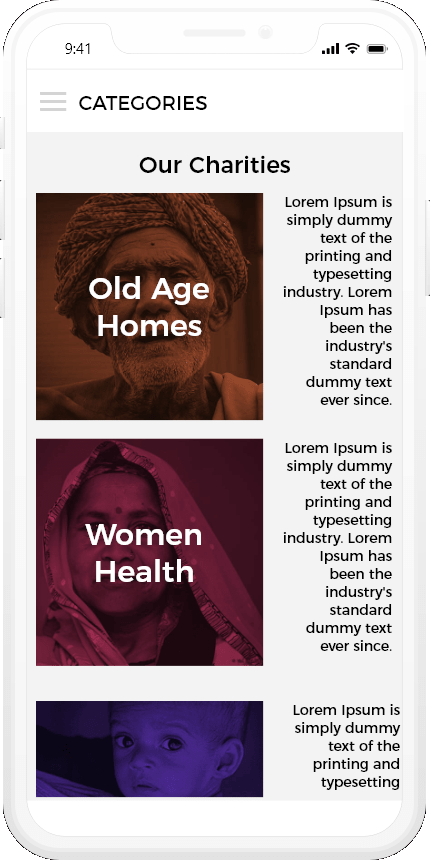 9:41
CATEGORIES
Our Charities
Old Age
Homes
Lorem Ipsum is
simply dummy
text of the
printing and
typesetting
industry. Lorem
Ipsum has
been the
industry's
standard
dummy text
ever since.
Women
Health
Lorem Ipsum is
simply dummy
text of the
printing and
typesetting
industry. Lorem
Ipsum has
been the
industry's
standard
dummy text
ever since.
Lorem Ipsum is
simply dummy
text of the
printing and
typesetting